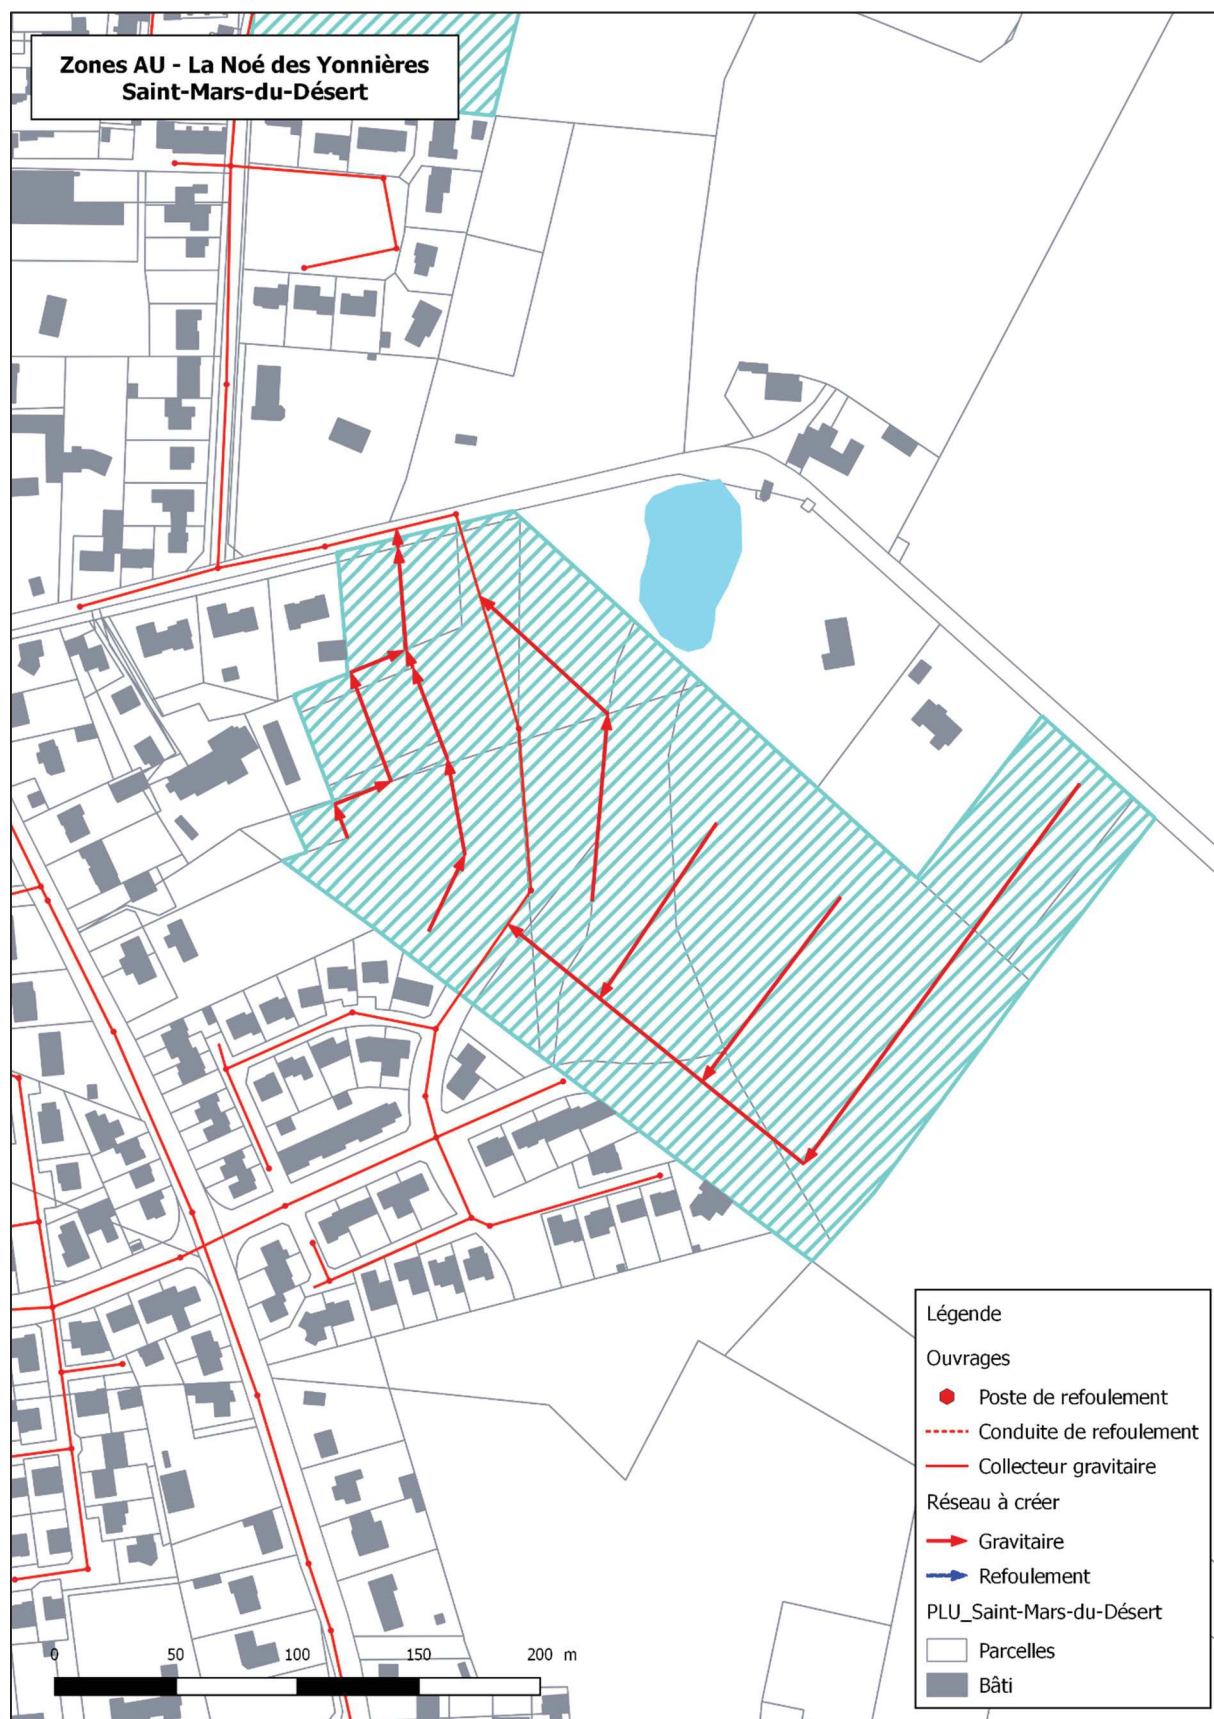 Zones AU - La Noé des Yonnières
Saint-Mars-du-Désert
Légende
Ouvrages
Poste de refoulement
Conduite de refoulement
Collecteur gravitaire
Réseau à créer
Gravitaire
Refoulement
PLU_Saint-Mars-du-Désert
Parcelles
Bâti
0 50 100 150 200 m